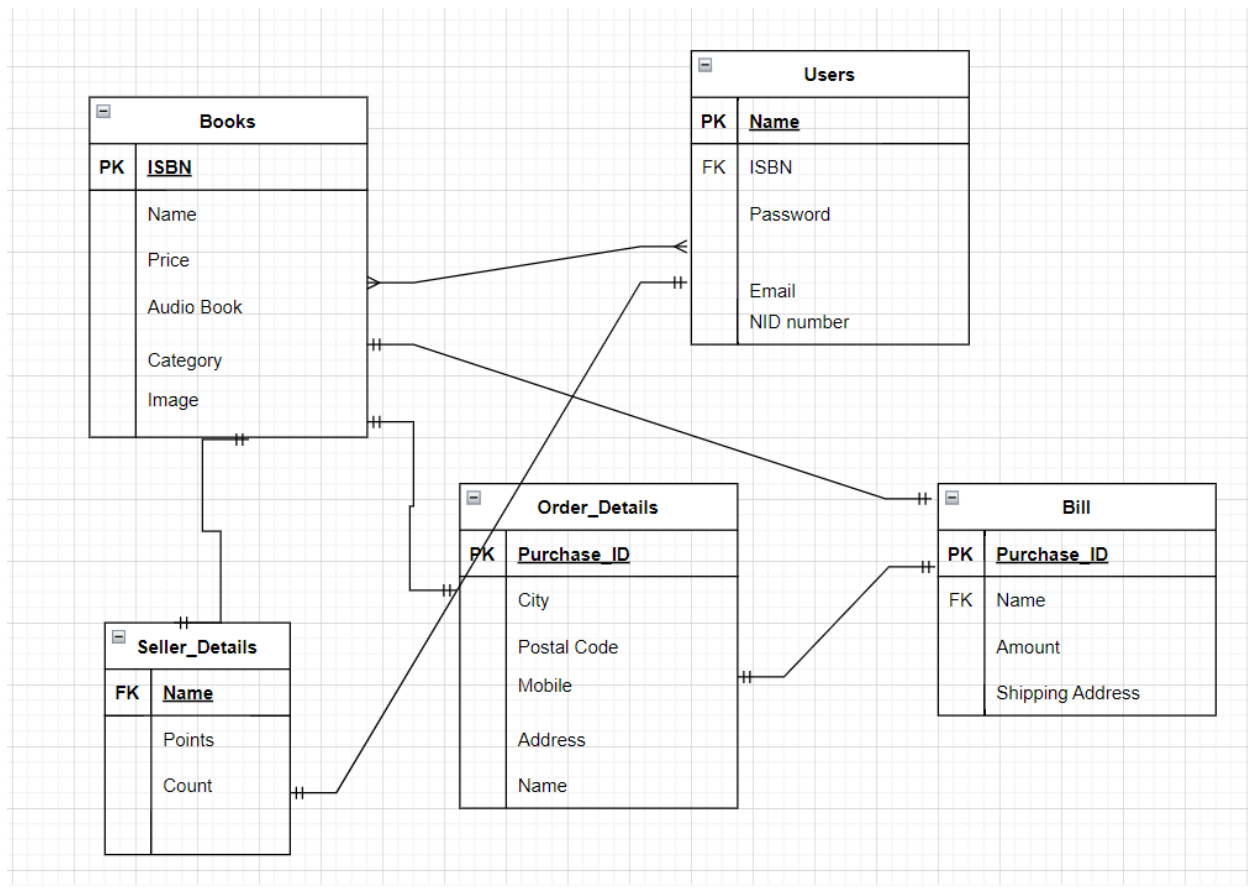 Books
PK ISBN
Name
Price
Audio Book
Category
Image
Users
PK Name
FK ISBN
Password
Email
NID number
Order_Details
PK Purchase_ID
City
Postal Code
Mobile
Address
Name
Bill
PK Purchase_ID
FK Name
Amount
Shipping Address
Seller_Details
FK Name
Points
Count